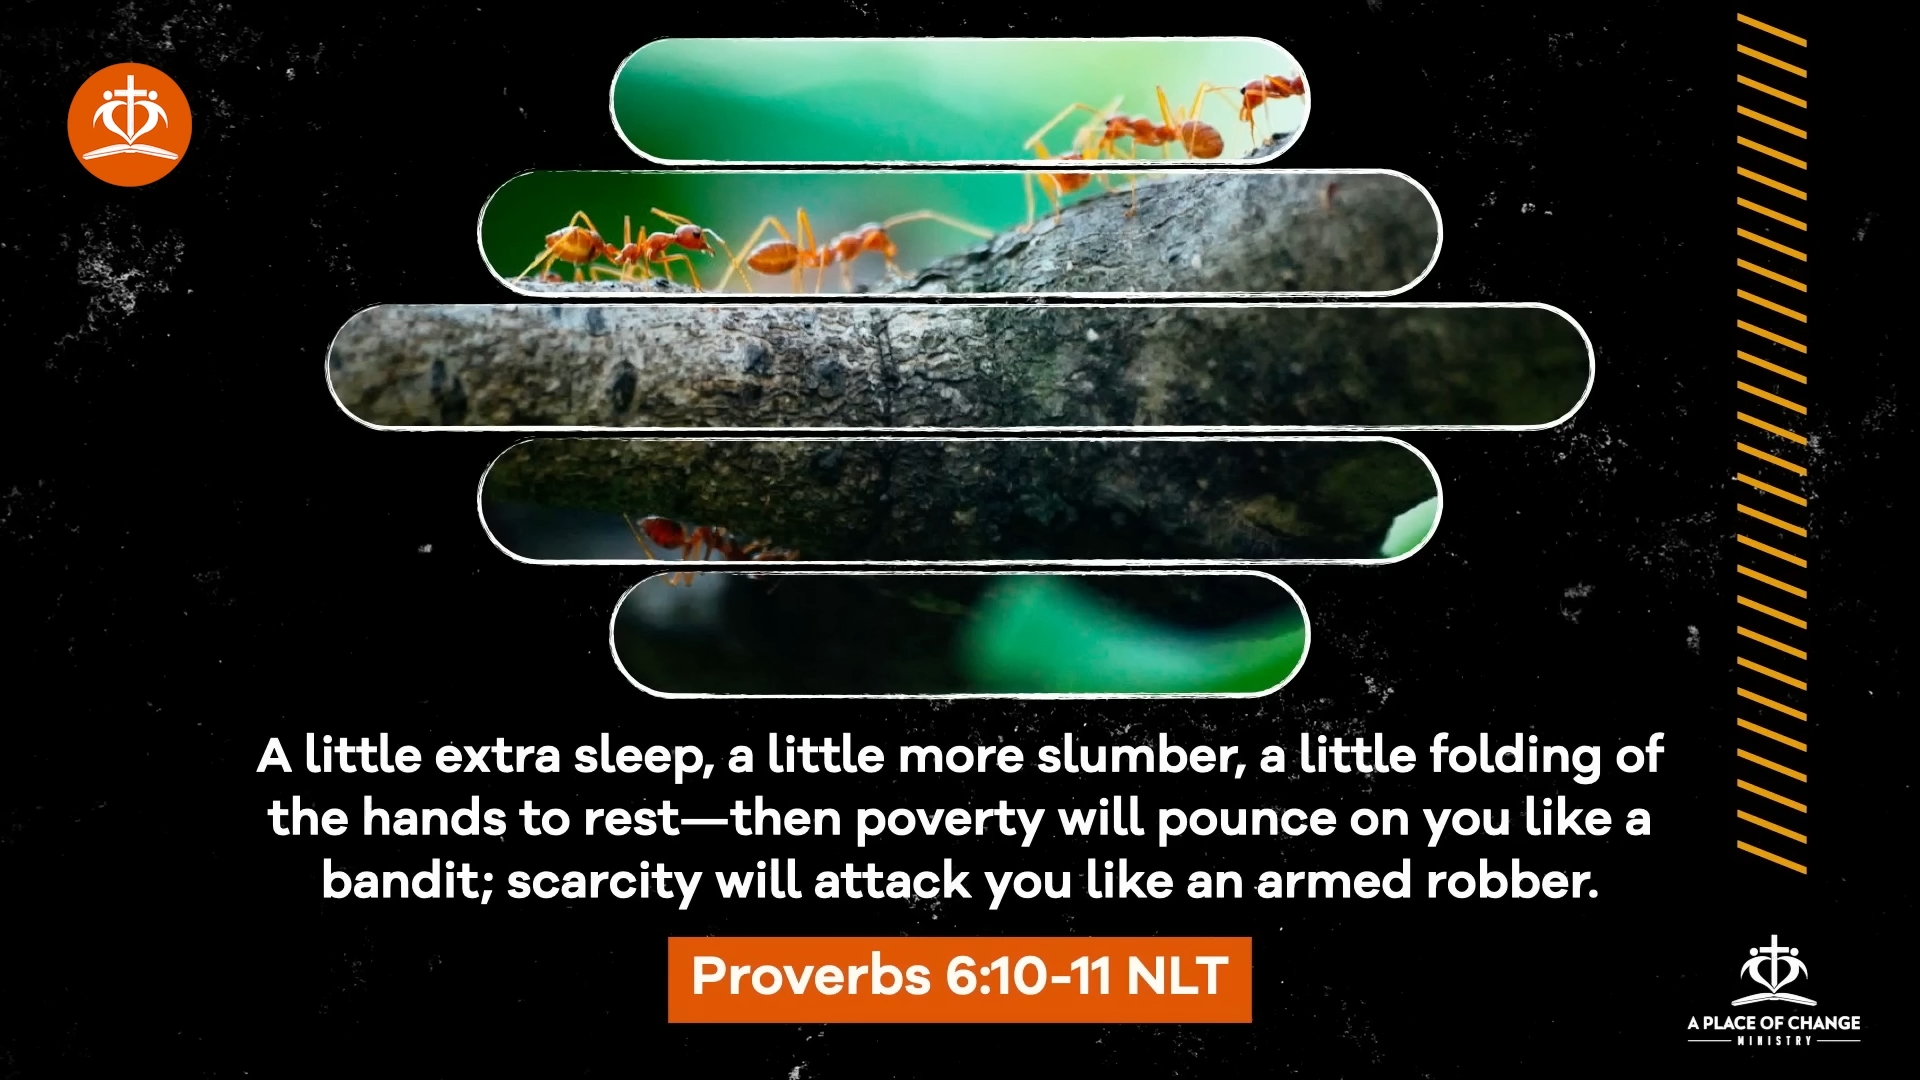 A little extra sleep, a little more slumber, a little folding of
the hands to rest—then poverty will pounce on you like a
bandit; scarcity will attack you like an armed robber.
Proverbs 6:10-11 NLT
A PLACE OF CHANGE
MINISTRY